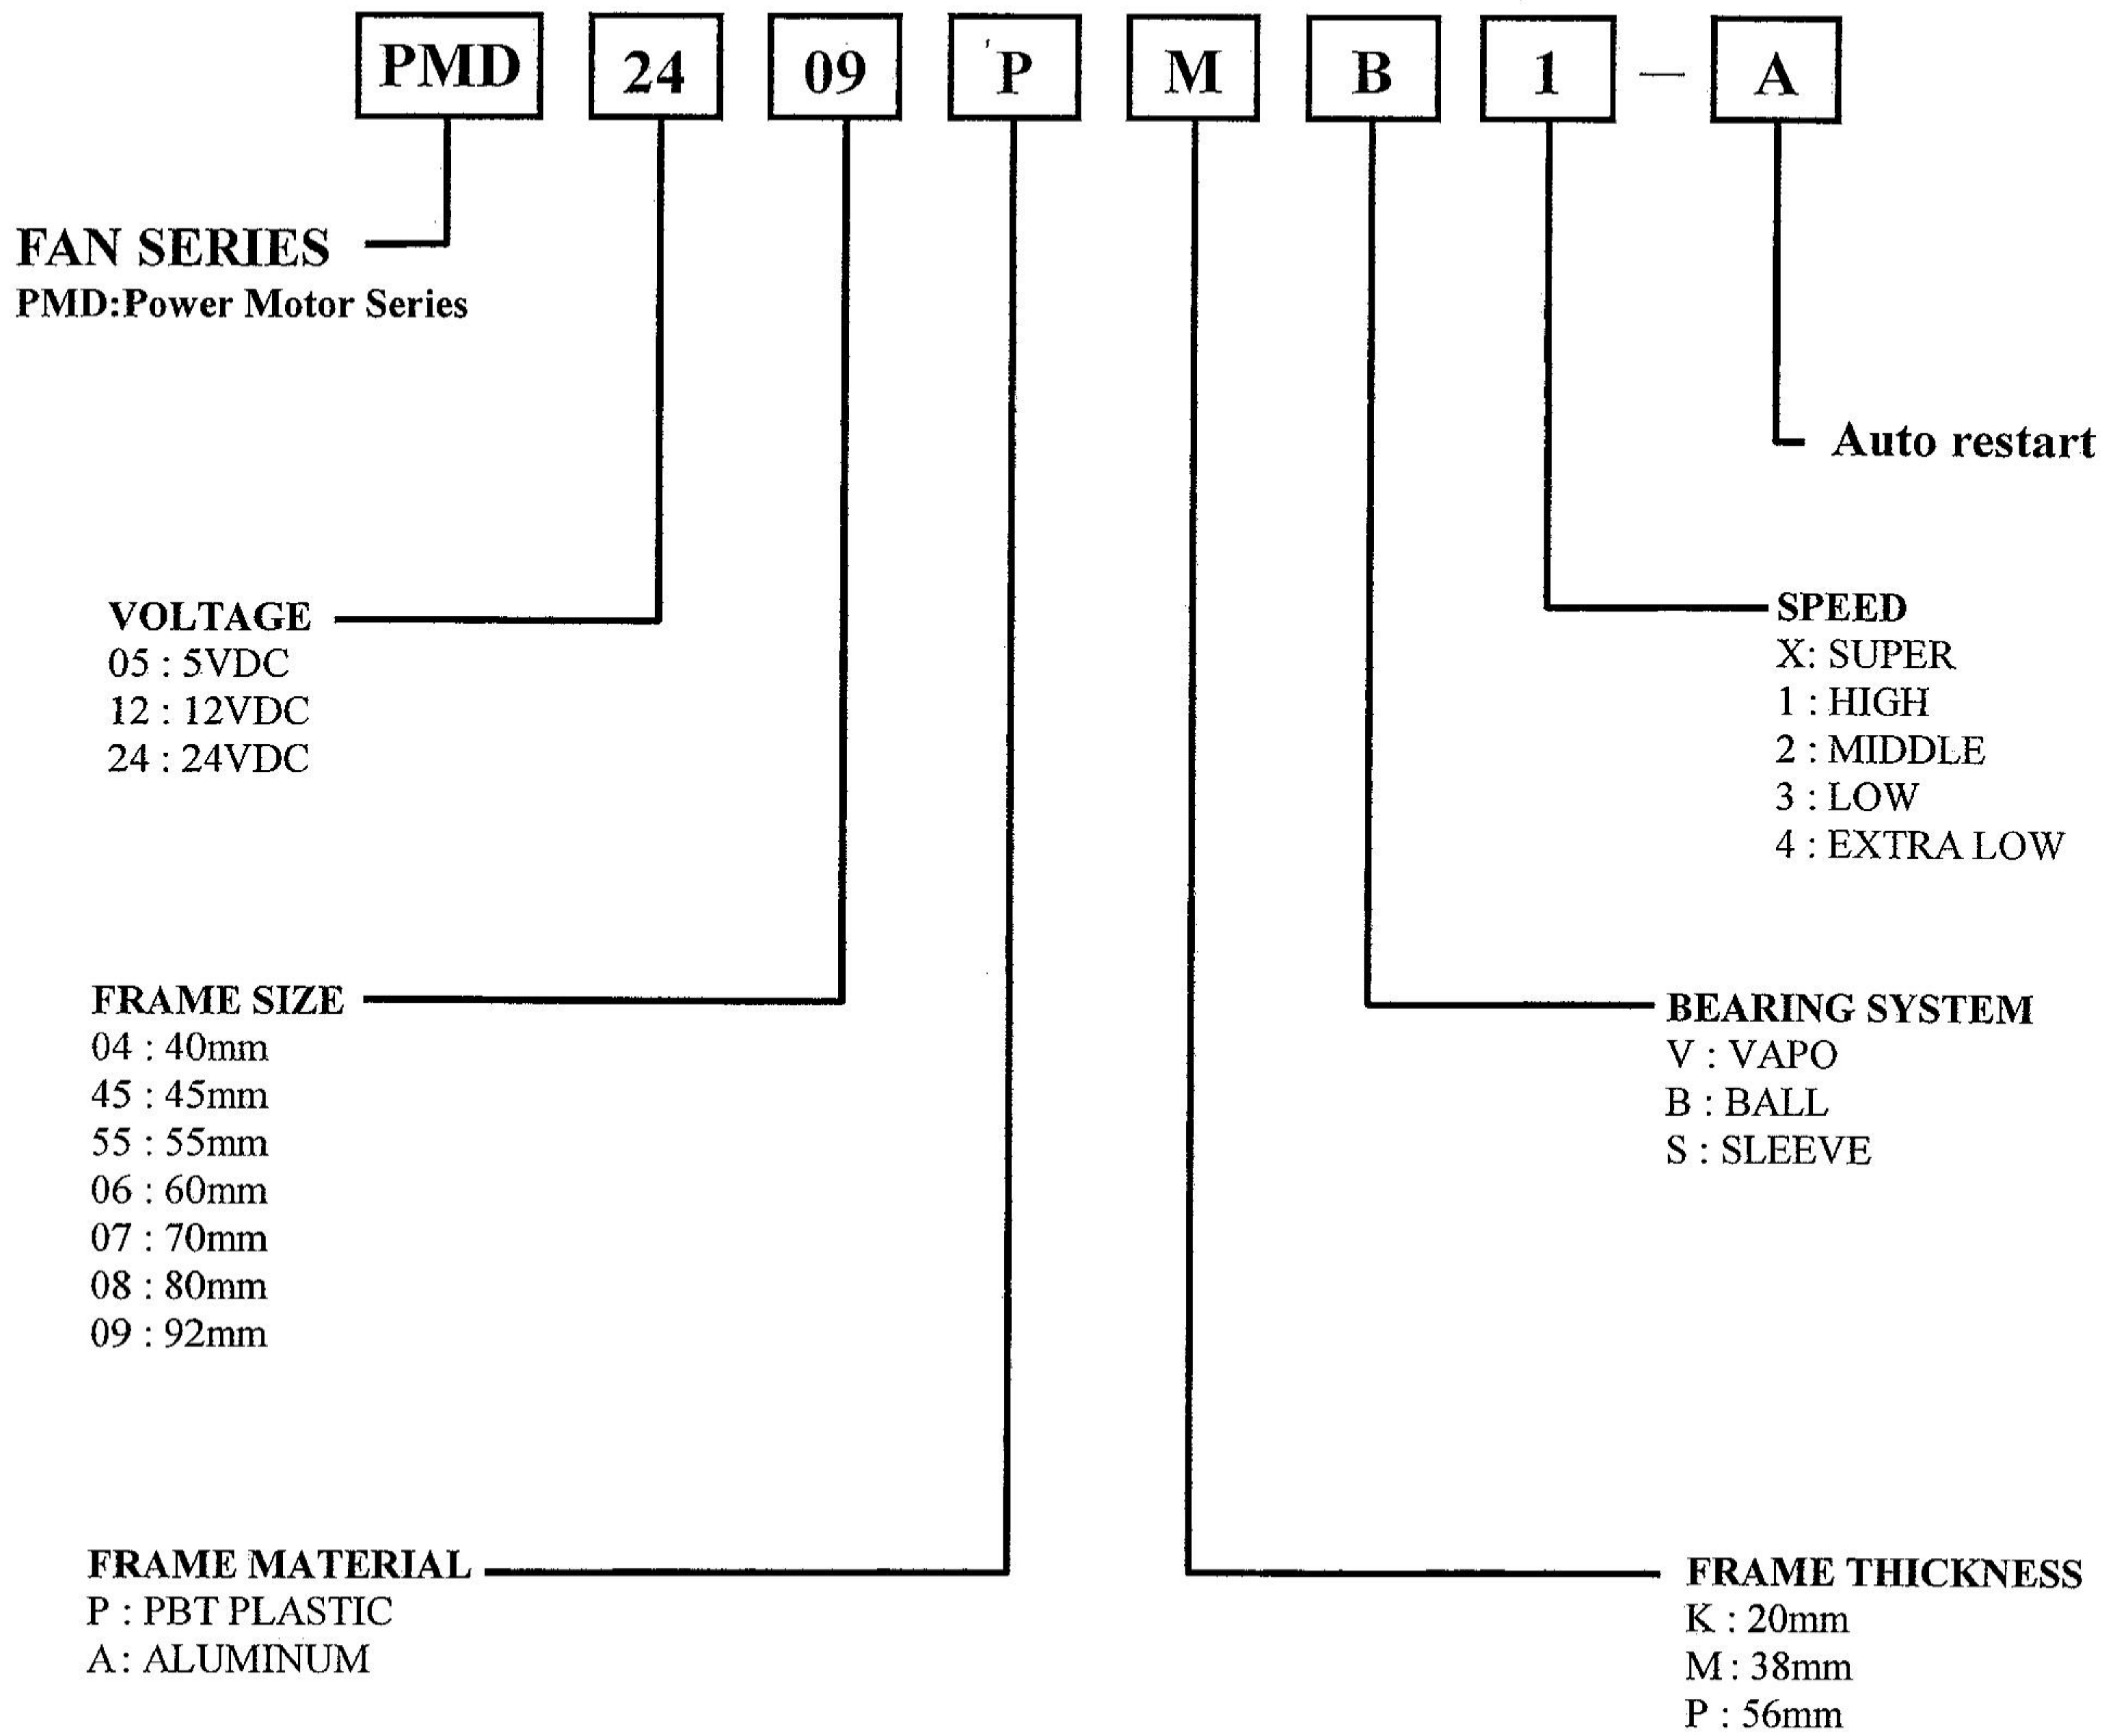 PMD 24 09 P M B 1 — A
FAN SERIES
PMD:Power Motor Series
Auto restart
VOLTAGE
05 : 5VDC
12 : 12VDC
24 : 24VDC
SPEED
X: SUPER
1 : HIGH
2 : MIDDLE
3 : LOW
4 : EXTRA LOW
FRAME SIZE
04 : 40mm
45 : 45mm
55 : 55mm
06 : 60mm
07 : 70mm
08 : 80mm
09 : 92mm
BEARING SYSTEM
V : VAPO
B : BALL
S : SLEEVE
FRAME MATERIAL
P : PBT PLASTIC
A: ALUMINUM
FRAME THICKNESS
K : 20mm
M : 38mm
P : 56mm